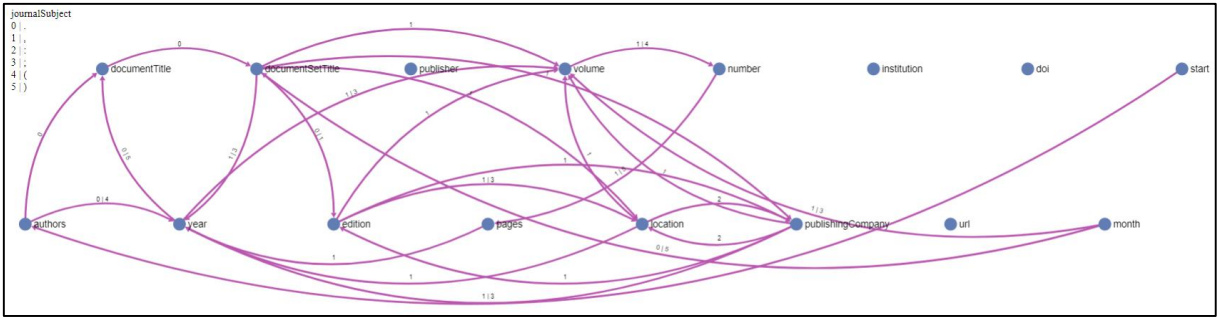 journalSubject
0 | .
1 | ,
2 | :
3 | ;
4 | (
5 | )
1
0
1 | 4
documentTitle
documentSetTitle
publisher
volume
number
institution
doi
start
1 | 3
1
0
0 | 5
1 | 3
0 | 1
1
1
1
0 | 4
1 | 3
2
1 | 3
authors
year
edition
pages
location
publishingCompany
url
month
2
0 | 5
1
1
1
1 | 3